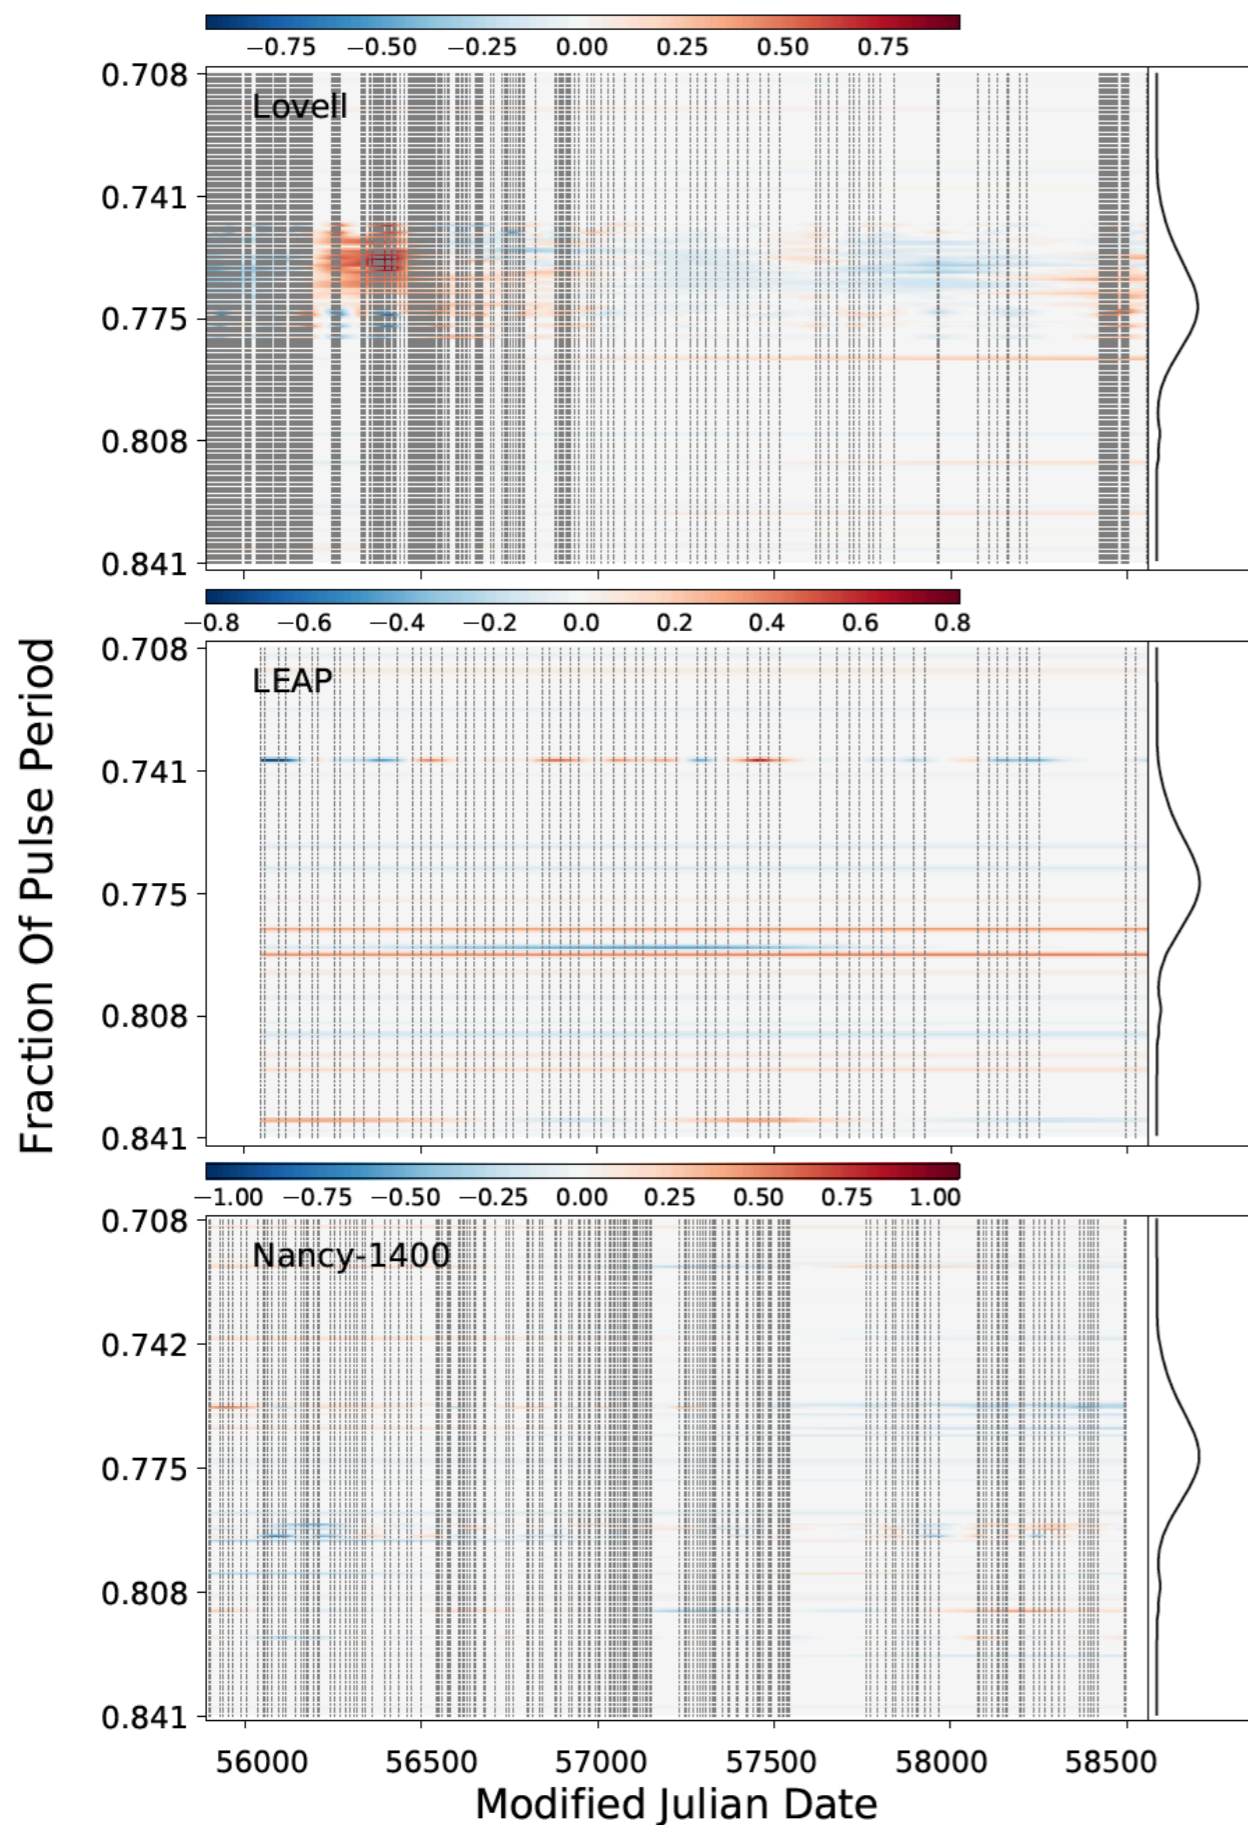 −0.75 −0.50 −0.25 0.00 0.25 0.50 0.75
0.708
Lovell
0.741
0.775
0.808
0.841
−0.8 −0.6 −0.4 −0.2 0.0 0.2 0.4 0.6 0.8
0.708
LEAP
0.741
0.775
0.808
0.841
Fraction Of Pulse Period
−1.00 −0.75 −0.50 −0.25 0.00 0.25 0.50 0.75 1.00
0.708
Nancy-1400
0.742
0.775
0.808
0.841
56000 56500 57000 57500 58000 58500
Modified Julian Date